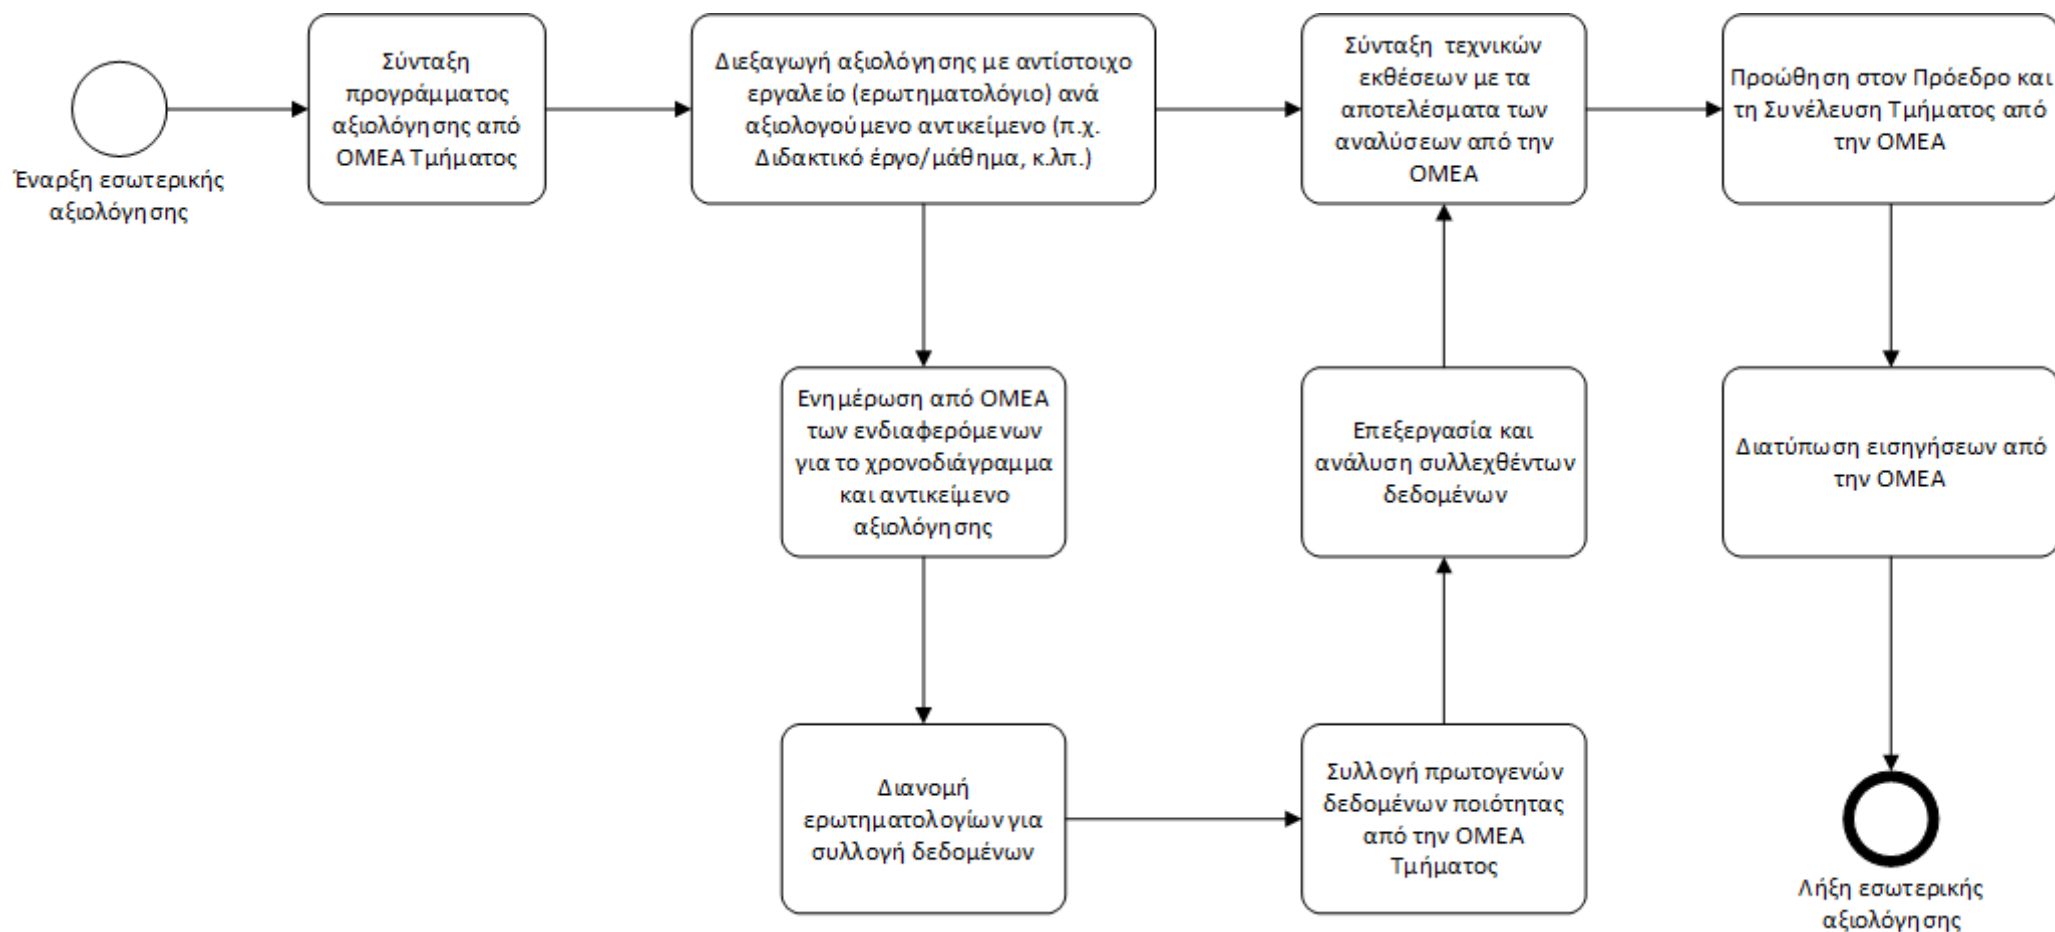 Έναρξη εσωτερικής
αξιολόγησης
Σύνταξη
προγράμματος
αξιολόγησης από
ΟΜΕΑ Τμήματος
Διεξαγωγή αξιολόγησης με αντίστοιχο
εργαλείο (ερωτηματολόγιο) ανά
αξιολογούμενο αντικείμενο (π.χ.
Διδακτικό έργο/μάθημα, κ.λπ.)
Ενημέρωση από ΟΜΕΑ
των ενδιαφερόμενων
για το χρονοδιάγραμμα
και αντικείμενο
αξιολόγησης
Διανομή
ερωτηματολογίων για
συλλογή δεδομένων
Συλλογή πρωτογενών
δεδομένων ποιότητας
από την ΟΜΕΑ
Τμήματος
Επεξεργασία και
ανάλυση συλλεχθέντων
δεδομένων
Σύνταξη τεχνικών
εκθέσεων με τα
αποτελέσματα των
αναλύσεων από την
ΟΜΕΑ
Προώθηση στον Πρόεδρο και
τη Συνέλευση Τμήματος από
την ΟΜΕΑ
Διατύπωση εισηγήσεων από
την ΟΜΕΑ
Λήξη εσωτερικής
αξιολόγησης